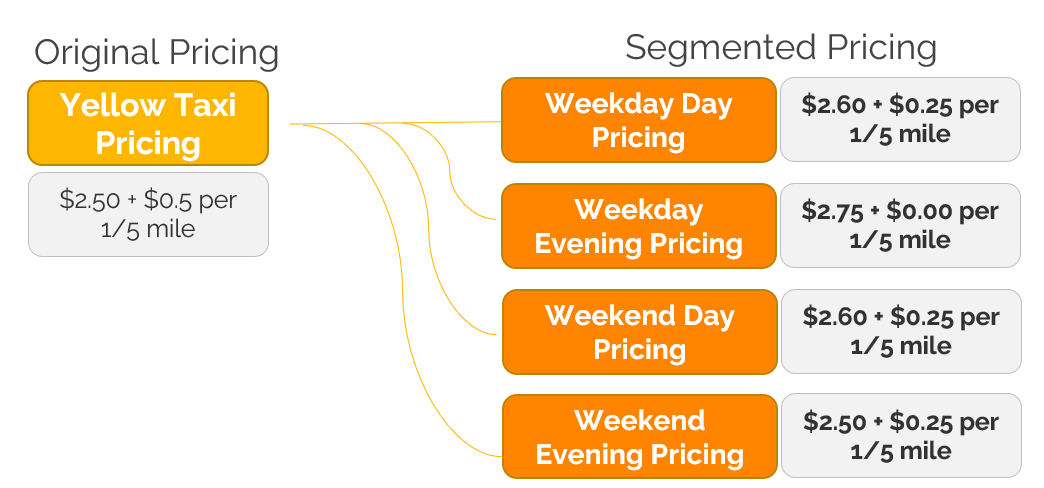 Original Pricing
Yellow Taxi
Pricing
$2.50 + $0.5 per
1/5 mile
Segmented Pricing
Weekday Day
Pricing
$2.60 + $0.25 per
1/5 mile
Weekday
Evening Pricing
$2.75 + $0.00 per
1/5 mile
Weekend Day
Pricing
$2.60 + $0.25 per
1/5 mile
Weekend
Evening Pricing
$2.50 + $0.25 per
1/5 mile